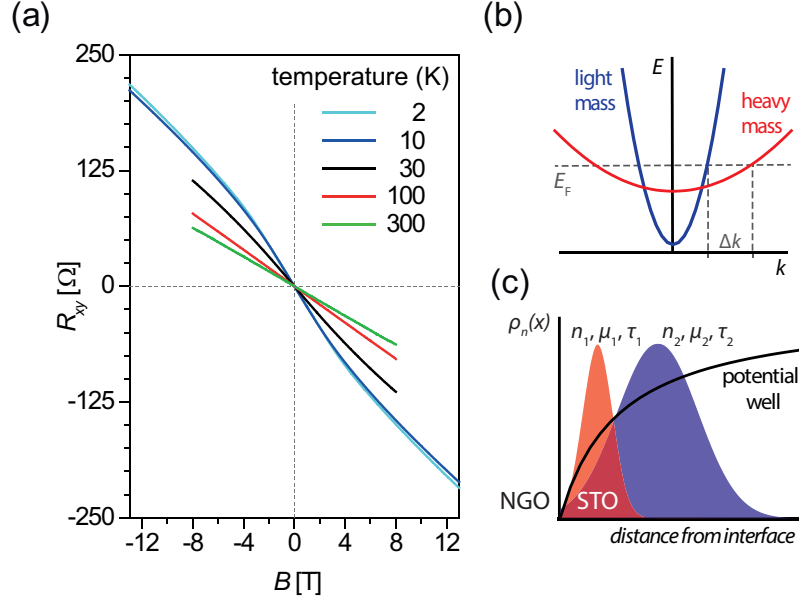 (a)
250
125
0
-125
-250
R_xy [Ω]
-12 -8 -4 0 4 8 12
B [T]
temperature (K)
2
10
30
100
300
(b)
E
light
mass
heavy
mass
E_F
Δk
k
(c)
ρ_n(x)
n_1, μ_1, τ_1
n_2, μ_2, τ_2
potential
well
NGO
STO
distance from interface